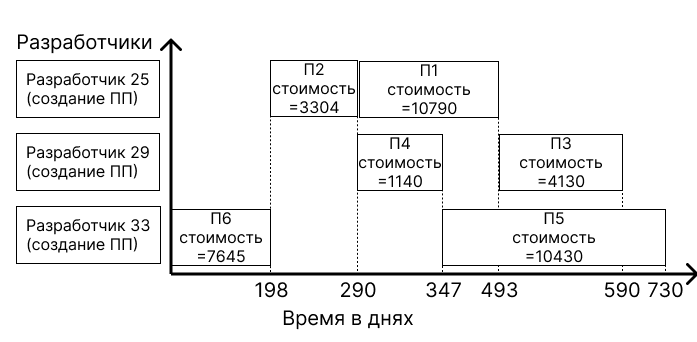 Разработчики
Разработчик 25
(создание ПП)
П2
стоимость
=3304
П1
стоимость
=10790
Разработчик 29
(создание ПП)
П4
стоимость
=1140
П3
стоимость
=4130
Разработчик 33
(создание ПП)
П6
стоимость
=7645
П5
стоимость
=10430
198 290 347 493 590 730
Время в днях